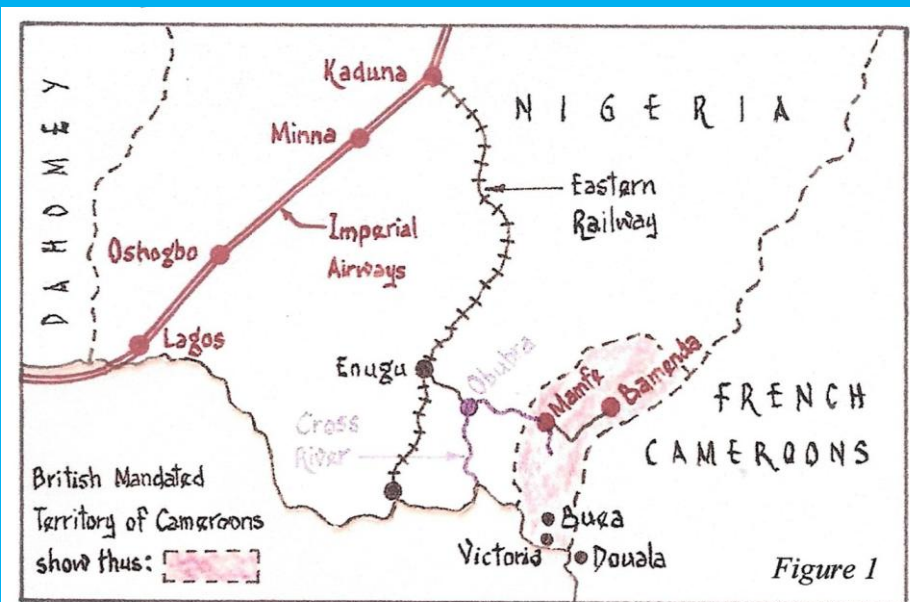 Kaduna
NIGERIA
Minna
DAHOMEY
Eastern
Railway
Oshogbo
Imperial
Airways
Lagos
Enugu
Obubra
Mamfe
Bamenda
Cross
River
FRENCH
CAMEROONS
British Mandated
Territory of Cameroons
show thus:
Buea
Victoria
Douala
Figure 1